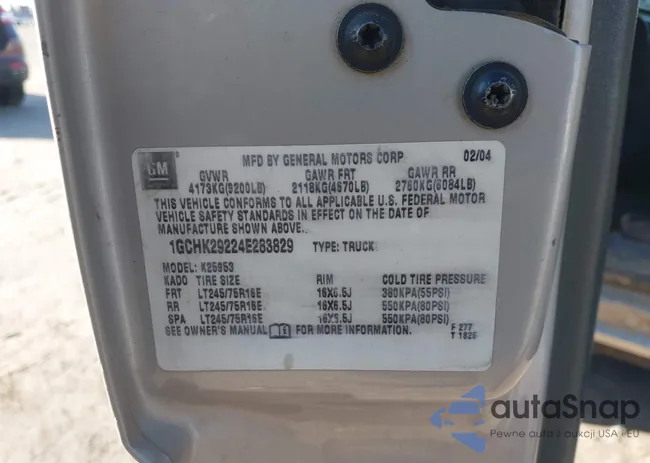 GM
MFD BY GENERAL MOTORS CORP 02/04
GVWR GAWR FRT GAWR RR
4173KG(9200LB) 2118KG(4670LB) 2760KG(6084LB)
THIS VEHICLE CONFORMS TO ALL APPLICABLE U.S. FEDERAL MOTOR
VEHICLE SAFETY STANDARDS IN EFFECT ON THE DATE OF
MANUFACTURE SHOWN ABOVE.
1GCHK29224E283829 TYPE: TRUCK
MODEL: K25953
KADO TIRE SIZE RIM COLD TIRE PRESSURE
FRT LT245/75R16E 16X6.5J 380KPA(55PSI)
RR LT245/75R16E 16X6.5J 550KPA(80PSI)
SPA LT245/75R16E 16X6.5J 550KPA(80PSI)
SEE OWNER'S MANUAL FOR MORE INFORMATION.
F 277
T 1825
autaSnap
Pewne auta z aukcji USA · EU